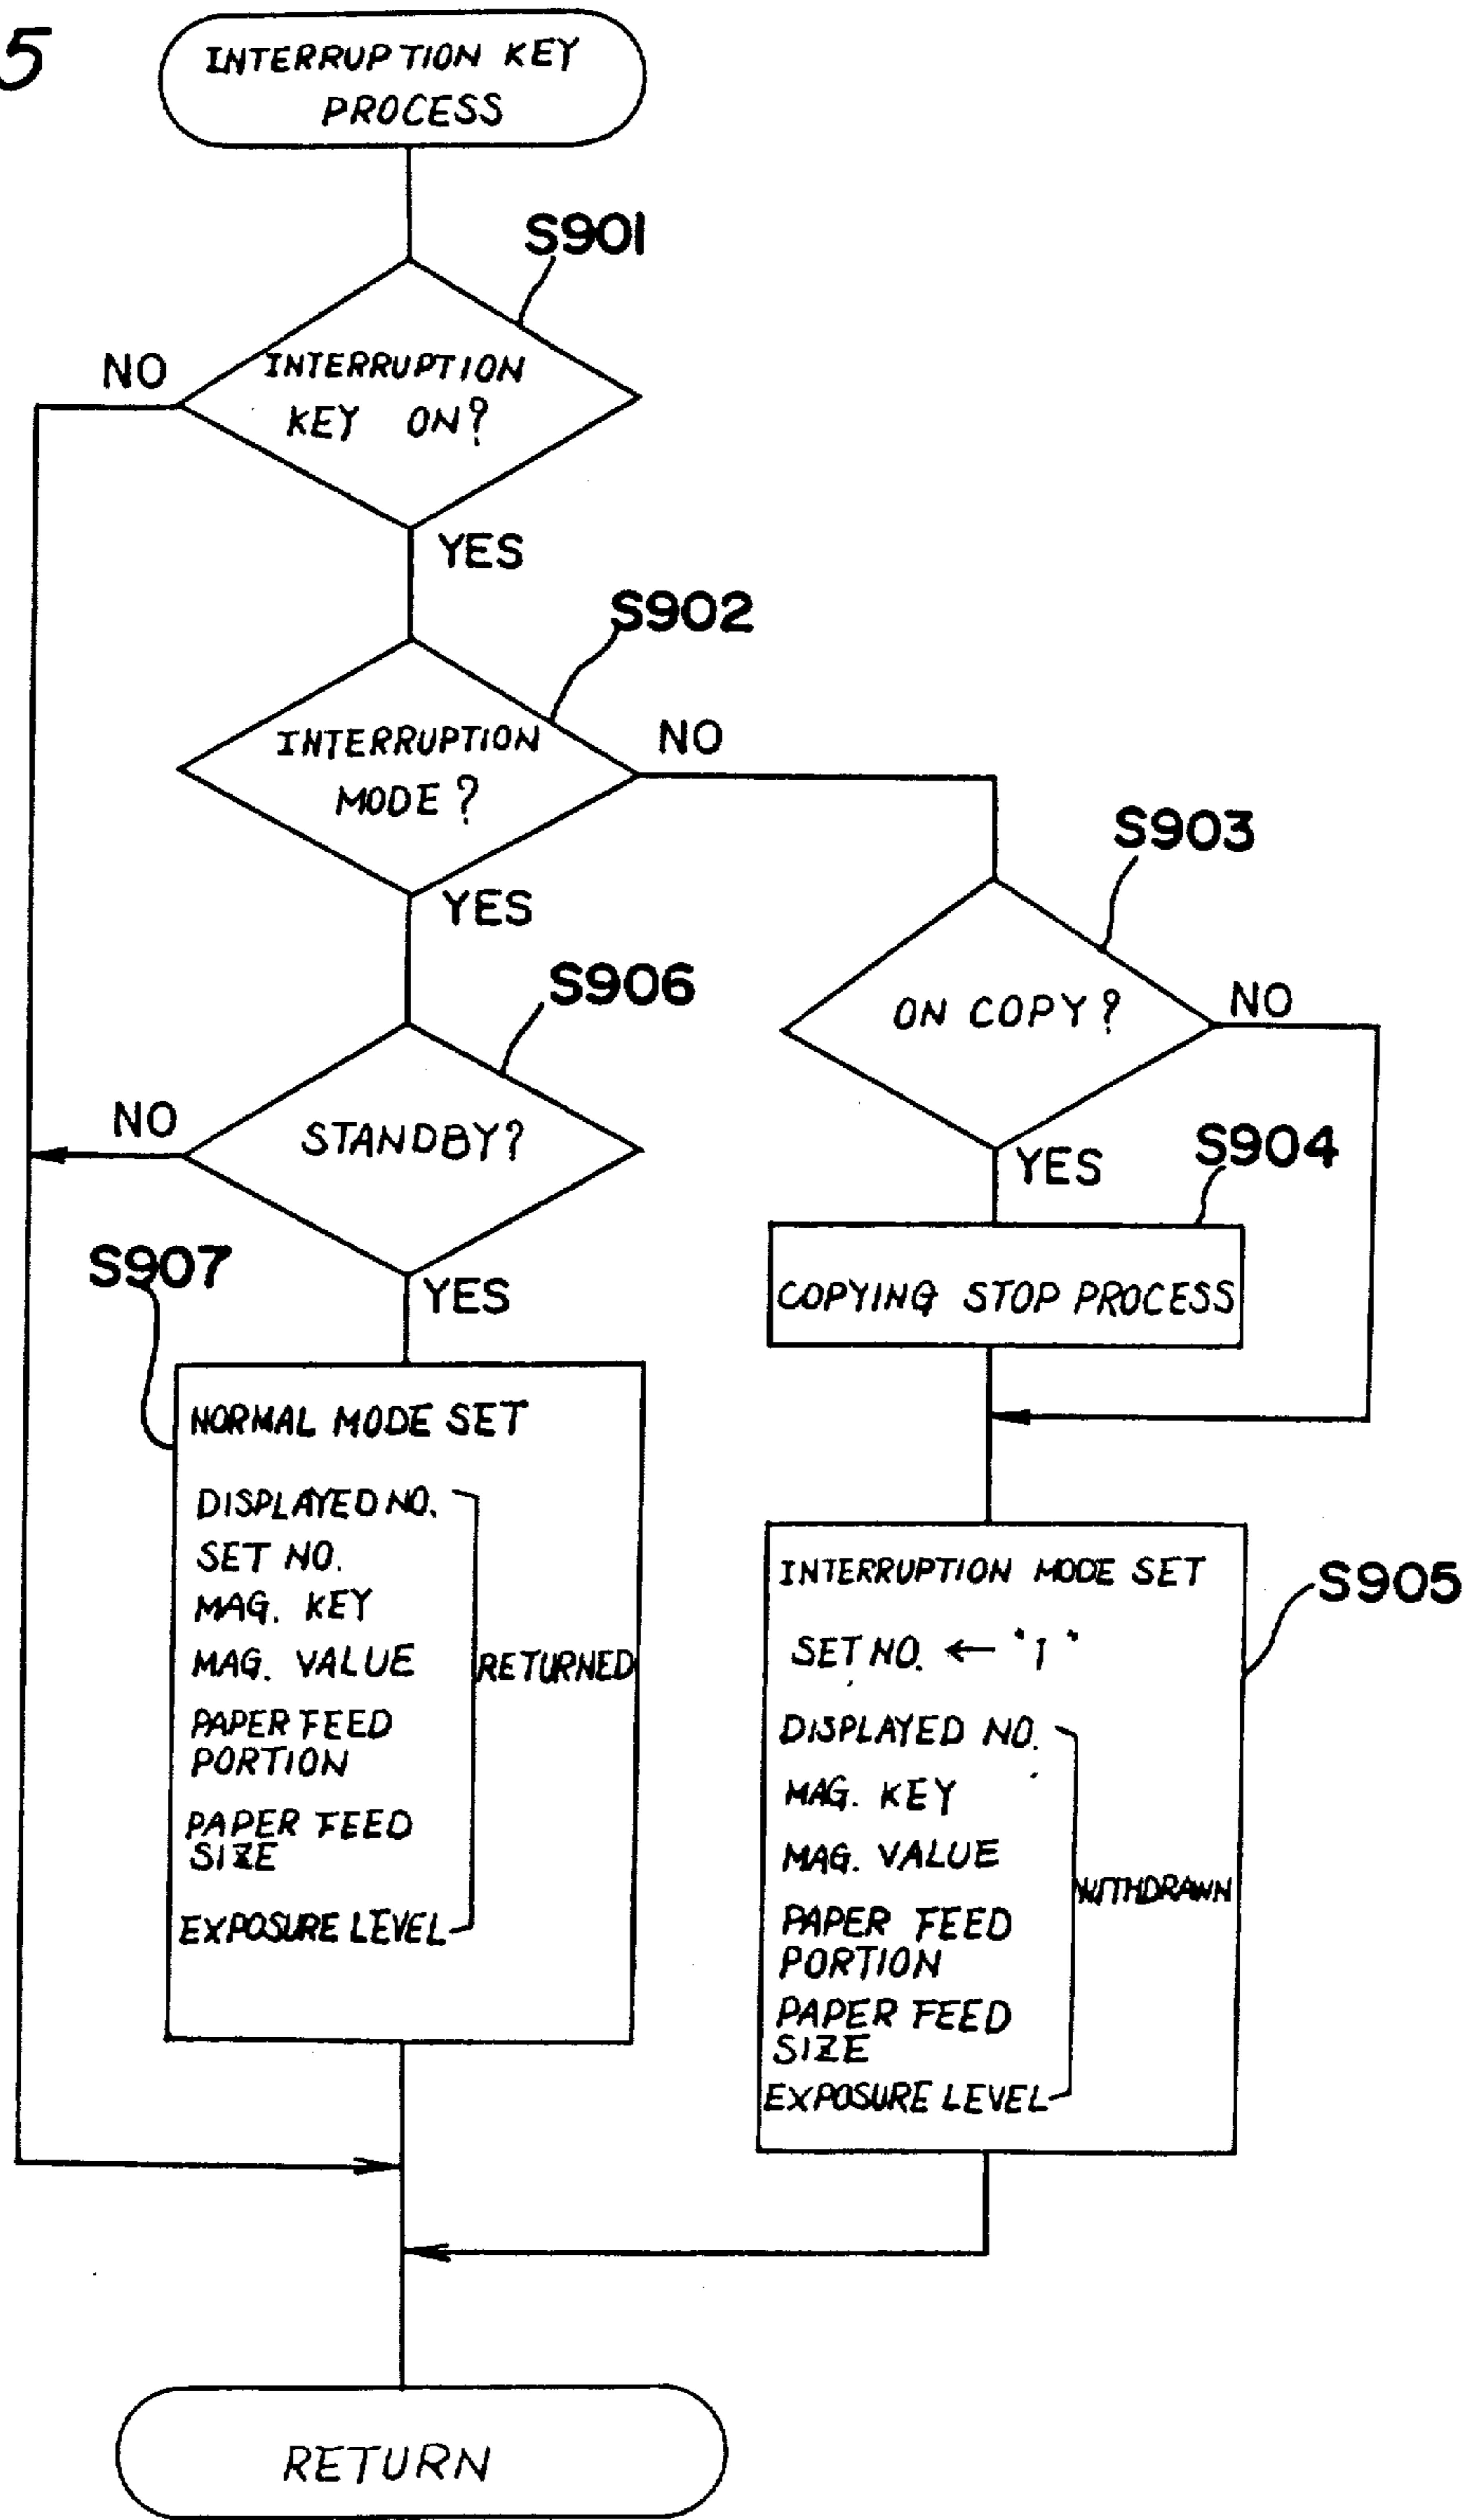 5
INTERRUPTION KEY
PROCESS
S901
NO
INTERRUPTION
KEY ON?
YES
S902
INTERRUPTION
MODE?
NO
YES
S903
ON COPY?
NO
S906
STANDBY?
NO
YES
S904
COPYING STOP PROCESS
S907
YES
NORMAL MODE SET
DISPLAYED NO.
SET NO.
MAG. KEY
MAG. VALUE
PAPER FEED
PORTION
PAPER FEED
SIZE
EXPOSURE LEVEL
RETURNED
INTERRUPTION MODE SET
S905
SET NO. ← "1"
DISPLAYED NO.
MAG. KEY
MAG. VALUE
PAPER FEED
PORTION
PAPER FEED
SIZE
EXPOSURE LEVEL
WITHDRAWN
RETURN